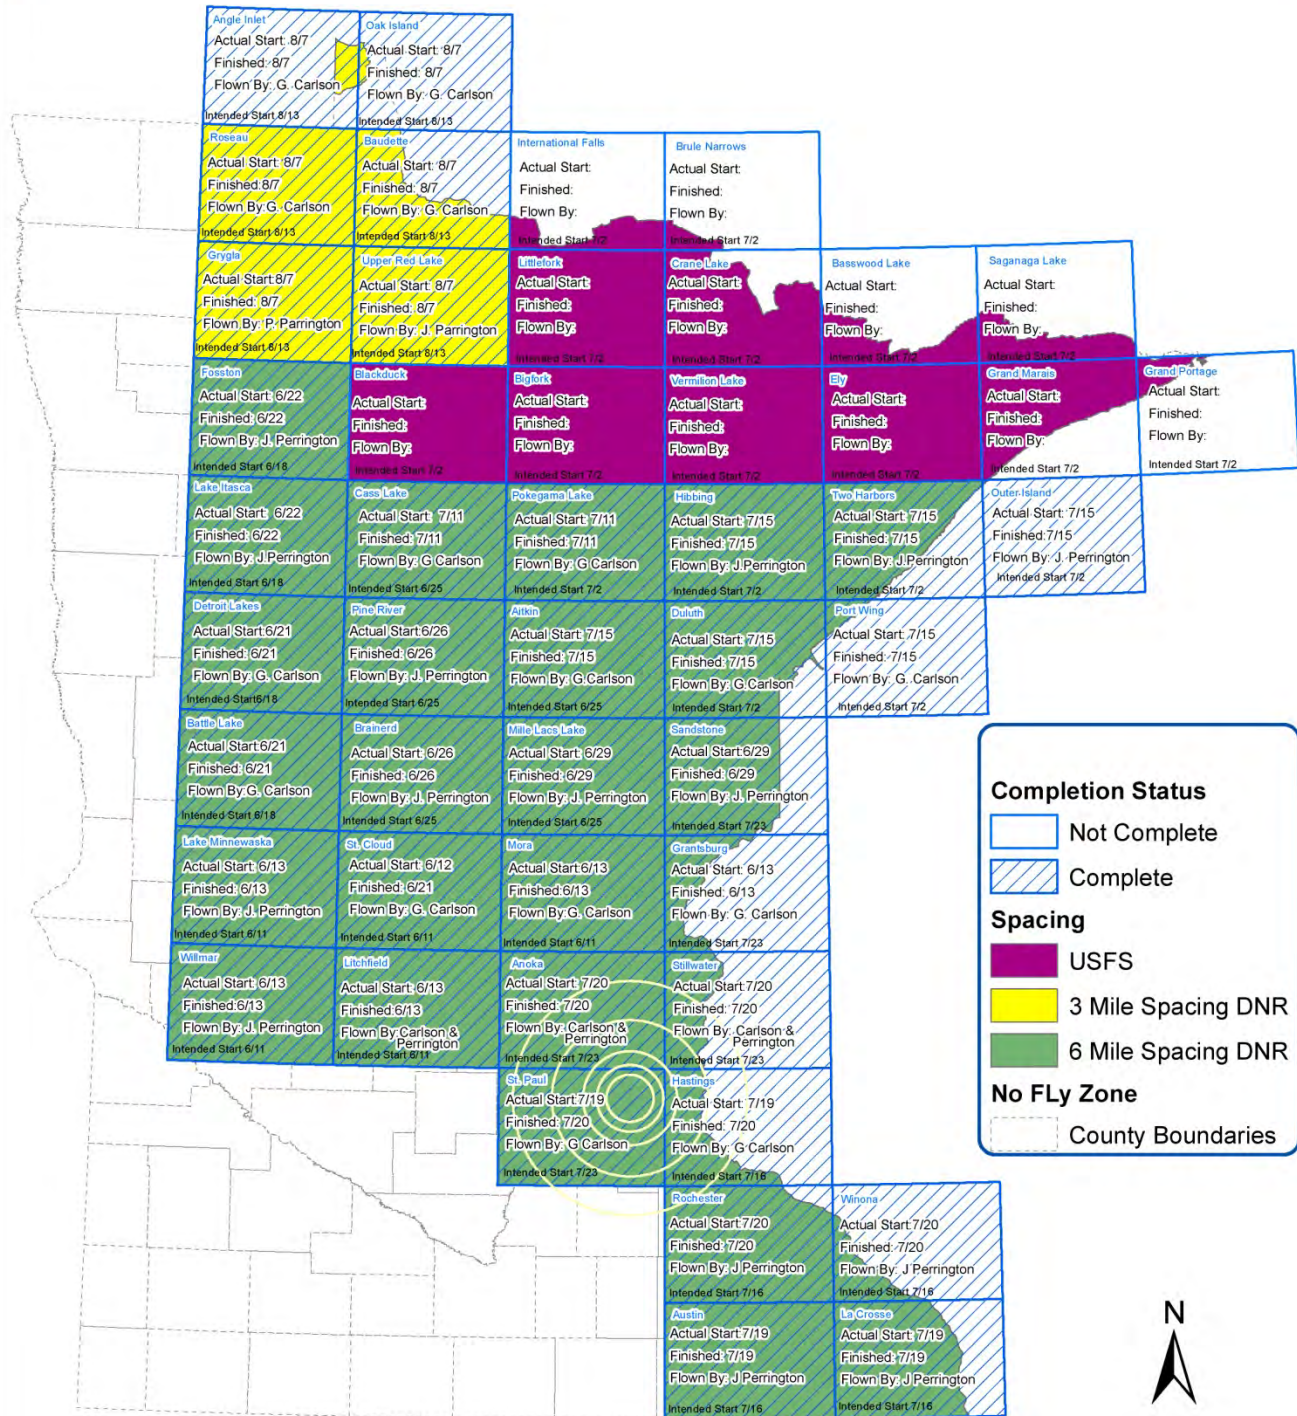 Angle Inlet
Actual Start: 8/7
Finished: 8/7
Flown By: G. Carlson
Intended Start 8/13
Oak Island
Actual Start: 8/7
Finished: 8/7
Flown By: G. Carlson
Intended Start 8/13
Roseau
Actual Start: 8/7
Finished:8/7
Flown By:G. Carlson
Intended Start 8/13
Baudette
Actual Start: 8/7
Finished: 8/7
Flown By: G. Carlson
Intended Start 8/13
International Falls
Actual Start:
Finished:
Flown By:
Intended Start 7/2
Brule Narrows
Actual Start:
Finished:
Flown By:
Intended Start 7/2
Grygla
Actual Start:8/7
Finished: 8/7
Flown By: P. Parrington
Intended Start 8/13
Upper Red Lake
Actual Start: 8/7
Finished: 8/7
Flown By: J. Parrington
Intended Start 8/13
Littlefork
Actual Start:
Finished:
Flown By:
Intended Start 7/2
Crane Lake
Actual Start:
Finished:
Flown By:
Intended Start 7/2
Basswood Lake
Actual Start:
Finished:
Flown By:
Intended Start 7/2
Saganaga Lake
Actual Start:
Finished:
Flown By:
Intended Start 7/2
Fosston
Actual Start: 6/22
Finished: 6/22
Flown By: J. Perrington
Intended Start 6/18
Blackduck
Actual Start:
Finished:
Flown By:
Intended Start 7/2
Bigfork
Actual Start:
Finished:
Flown By:
Intended Start 7/2
Vermilion Lake
Actual Start:
Finished:
Flown By:
Intended Start 7/2
Ely
Actual Start:
Finished:
Flown By:
Intended Start 7/2
Grand Marais
Actual Start:
Finished:
Flown By:
Intended Start 7/2
Grand Portage
Actual Start:
Finished:
Flown By:
Intended Start 7/2
Lake Itasca
Actual Start: 6/22
Finished: 6/22
Flown By: J.Perrington
Intended Start 6/18
Cass Lake
Actual Start: 7/11
Finished: 7/11
Flown By: G Carlson
Intended Start 6/25
Pokegama Lake
Actual Start: 7/11
Finished: 7/11
Flown By: G Carlson
Intended Start 7/2
Hibbing
Actual Start: 7/15
Finished: 7/15
Flown By: J.Perrington
Intended Start 7/2
Two Harbors
Actual Start: 7/15
Finished: 7/15
Flown By: J.Perrington
Intended Start 7/2
Outer Island
Actual Start: 7/15
Finished:7/15
Flown By: J. Perrington
Intended Start 7/2
Detroit Lakes
Actual Start:6/21
Finished: 6/21
Flown By: G. Carlson
Intended Start6/18
Pine River
Actual Start:6/26
Finished: 6/26
Flown By: J. Perrington
Intended Start 6/25
Aitkin
Actual Start: 7/15
Finished: 7/15
Flown By: G.Carlson
Intended Start 6/25
Duluth
Actual Start: 7/15
Finished: 7/15
Flown By: G.Carlson
Intended Start 7/2
Port Wing
Actual Start: 7/15
Finished: 7/15
Flown By: G. Carlson
Intended Start 7/2
Battle Lake
Actual Start:6/21
Finished: 6/21
Flown By:G. Carlson
Intended Start 6/18
Brainerd
Actual Start: 6/26
Finished: 6/26
Flown By: J. Perrington
Intended Start 6/25
Mille Lacs Lake
Actual Start: 6/29
Finished: 6/29
Flown By: J. Perrington
Intended Start 6/25
Sandstone
Actual Start:6/29
Finished: 6/29
Flown By: J. Perrington
Intended Start 7/23
Lake Minnewaska
Actual Start: 6/13
Finished: 6/13
Flown By: J. Perrington
Intended Start 6/11
St. Cloud
Actual Start: 6/12
Finished: 6/21
Flown By: G. Carlson
Intended Start 6/11
Mora
Actual Start:6/13
Finished:6/13
Flown By:G. Carlson
Intended Start 6/11
Grantsburg
Actual Start: 6/13
Finished: 6/13
Flown By: G. Carlson
Intended Start 7/23
Willmar
Actual Start: 6/13
Finished:6/13
Flown By: J. Perrington
Intended Start 6/11
Litchfield
Actual Start: 6/13
Finished:6/13
Flown By:Carlson &
Perrington
Intended Start 6/11
Anoka
Actual Start: 7/20
Finished: 7/20
Flown By: Carlson &
Perrington
Intended Start 7/23
Stillwater
Actual Start: 7/20
Finished: 7/20
Flown By: Carlson &
Perrington
Intended Start 7/23
St. Paul
Actual Start: 7/19
Finished: 7/20
Flown By: G Carlson
Intended Start 7/23
Hastings
Actual Start: 7/19
Finished: 7/20
Flown By: G Carlson
Intended Start 7/16
Rochester
Actual Start:7/20
Finished: 7/20
Flown By: J Perrington
Intended Start 7/16
Winona
Actual Start:7/20
Finished: 7/20
Flown By: J Perrington
Intended Start 7/16
Austin
Actual Start:7/19
Finished: 7/19
Flown By: J Perrington
Intended Start 7/16
La Crosse
Actual Start: 7/19
Finished: 7/19
Flown By: J Perrington
Intended Start 7/16
Completion Status
Not Complete
Complete
Spacing
USFS
3 Mile Spacing DNR
6 Mile Spacing DNR
No FLy Zone
County Boundaries
N